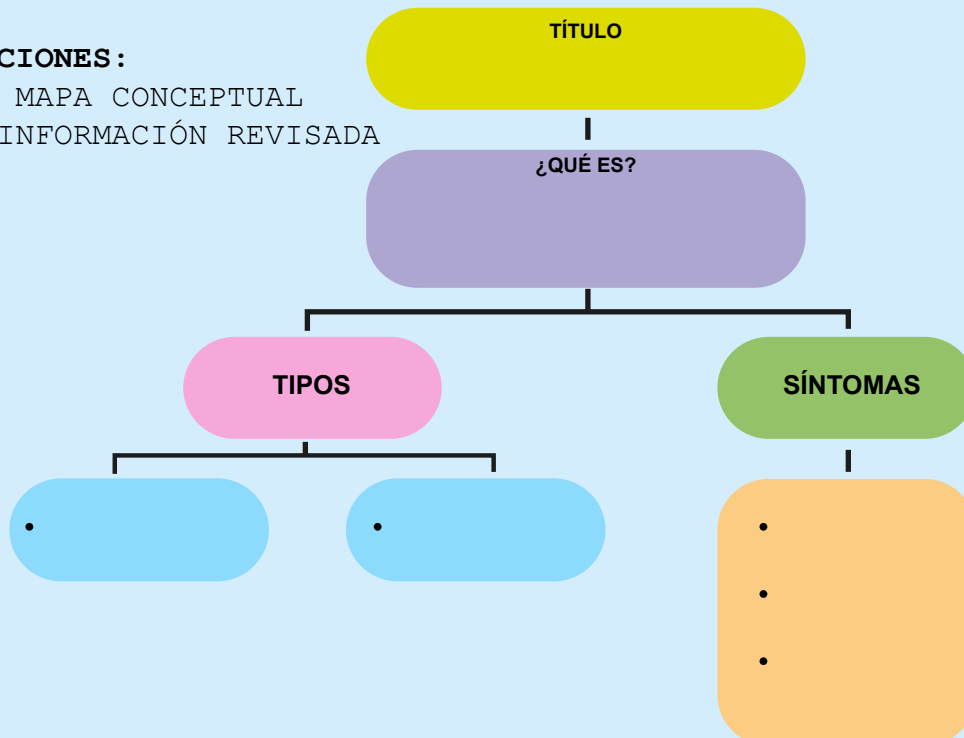 CIONES:
MAPA CONCEPTUAL
INFORMACIÓN REVISADA
TÍTULO
¿QUÉ ES?
TIPOS
SÍNTOMAS